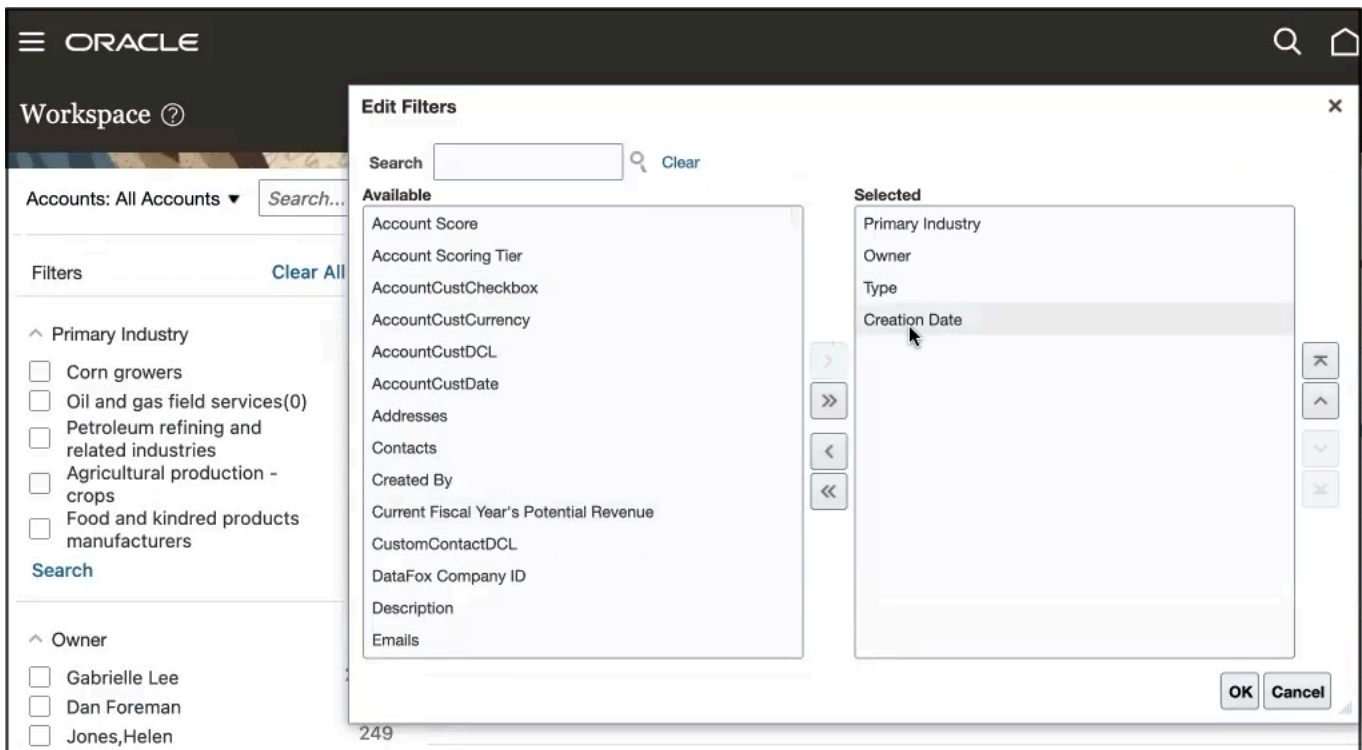 ORACLE
Workspace ?
Edit Filters
Search
Clear
Accounts: All Accounts
Search...
Available
Selected
Filters
Clear All
Account Score
Account Scoring Tier
AccountCustCheckbox
AccountCustCurrency
AccountCustDCL
AccountCustDate
Addresses
Contacts
Created By
Current Fiscal Year's Potential Revenue
CustomContactDCL
DataFox Company ID
Description
Emails
Primary Industry
Owner
Type
Creation Date
Primary Industry
Corn growers
Oil and gas field services(0)
Petroleum refining and
related industries
Agricultural production -
crops
Food and kindred products
manufacturers
Search
Owner
Gabrielle Lee
Dan Foreman
Jones,Helen
249
OK
Cancel